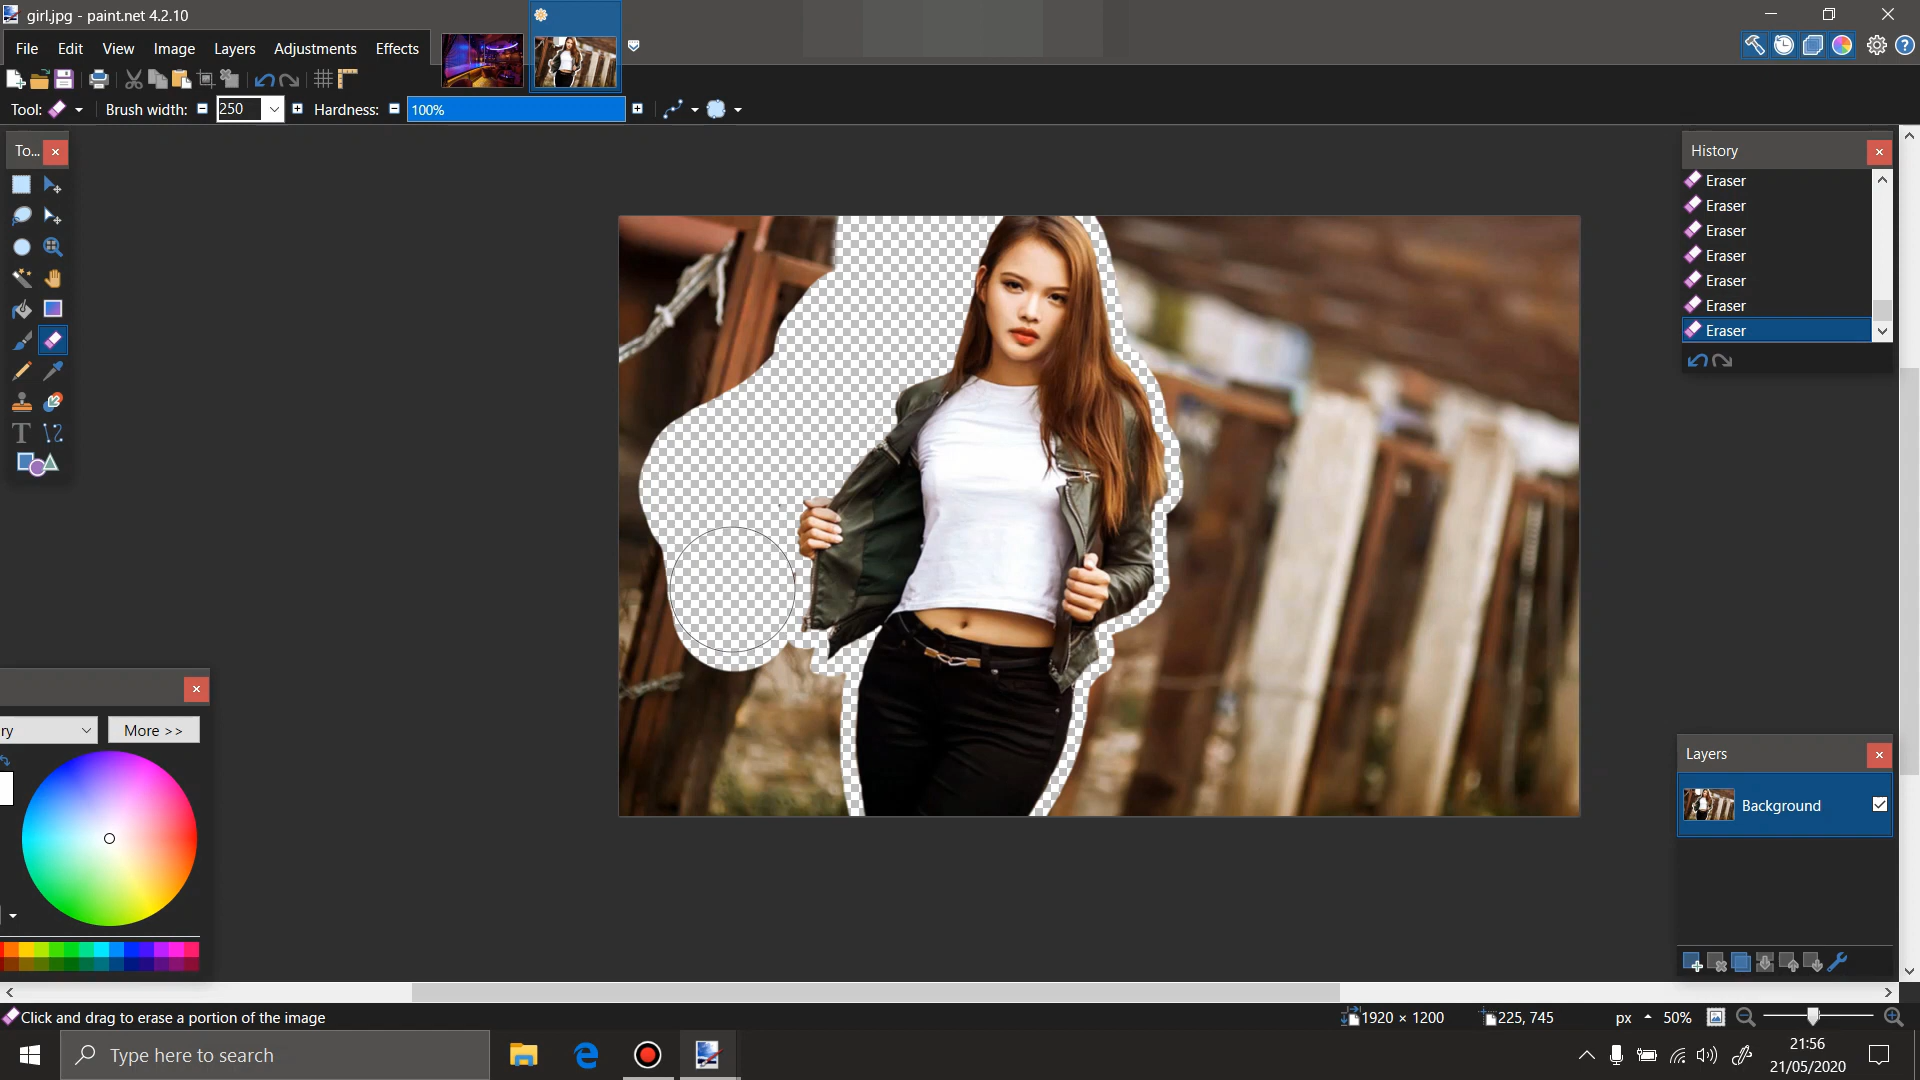 girl.jpg - paint.net 4.2.10
File Edit View Image Layers Adjustments Effects
Tool: Brush width: 250 Hardness: 100%
To...
History
Eraser
Eraser
Eraser
Eraser
Eraser
Eraser
Eraser
ry
More >>
Layers
Background
Click and drag to erase a portion of the image
1920 × 1200
225, 745
px
50%
Type here to search
21:56
21/05/2020